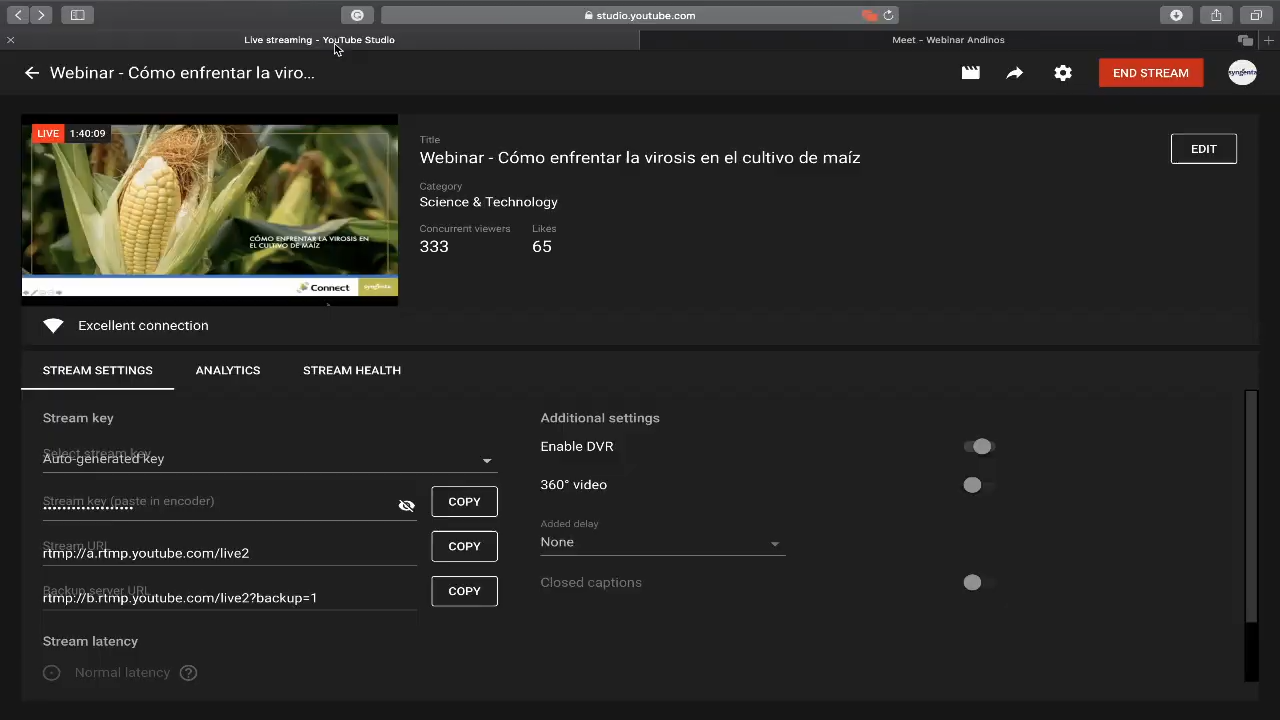 studio.youtube.com
Live streaming - YouTube Studio
Meet – Webinar Andinos
Webinar - Cómo enfrentar la viro...
END STREAM
syngenta
LIVE 1:40:09
CÓMO ENFRENTAR LA VIROSIS EN
EL CULTIVO DE MAÍZ
Connect
syngenta
Title
Webinar - Cómo enfrentar la virosis en el cultivo de maíz
EDIT
Category
Science & Technology
Concurrent viewers Likes
333 65
Excellent connection
STREAM SETTINGS ANALYTICS STREAM HEALTH
Stream key
Select stream key
Auto-generated key
Stream key (paste in encoder)
COPY
Stream URL
rtmp://a.rtmp.youtube.com/live2
COPY
Backup server URL
rtmp://b.rtmp.youtube.com/live2?backup=1
COPY
Stream latency
Normal latency
Additional settings
Enable DVR
360° video
Added delay
None
Closed captions